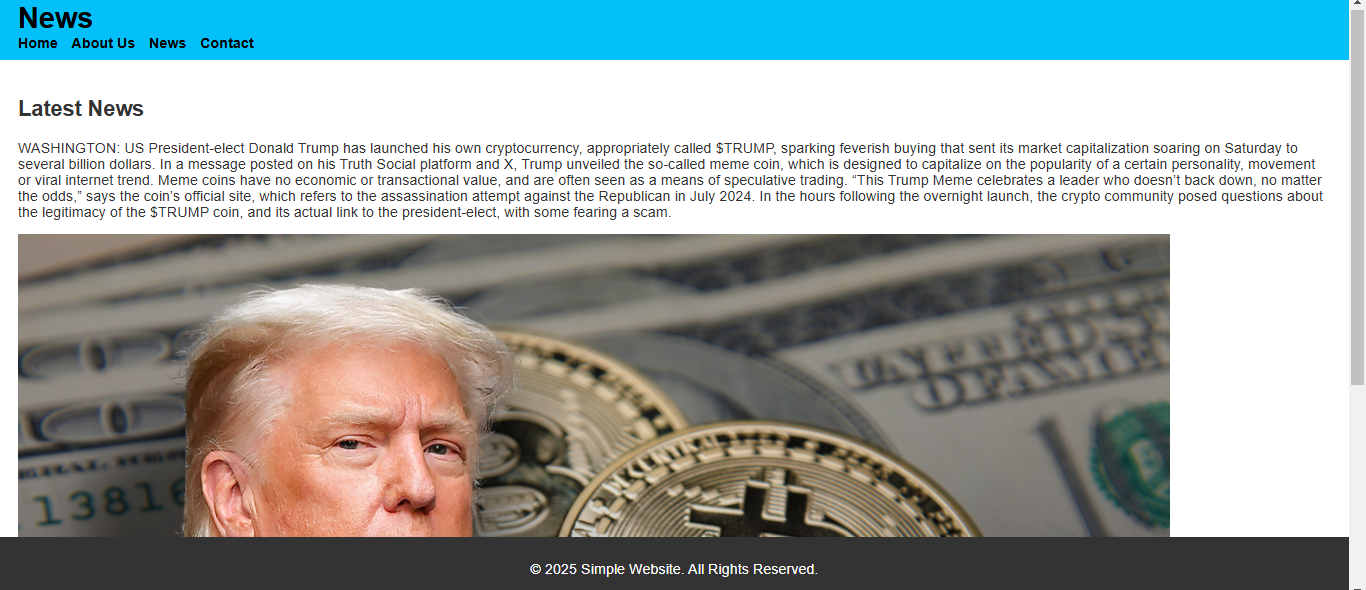 News
Home About Us News Contact
Latest News
WASHINGTON: US President-elect Donald Trump has launched his own cryptocurrency, appropriately called $TRUMP, sparking feverish buying that sent its market capitalization soaring on Saturday to
several billion dollars. In a message posted on his Truth Social platform and X, Trump unveiled the so-called meme coin, which is designed to capitalize on the popularity of a certain personality, movement
or viral internet trend. Meme coins have no economic or transactional value, and are often seen as a means of speculative trading. “This Trump Meme celebrates a leader who doesn’t back down, no matter
the odds,” says the coin’s official site, which refers to the assassination attempt against the Republican in July 2024. In the hours following the overnight launch, the crypto community posed questions about
the legitimacy of the $TRUMP coin, and its actual link to the president-elect, with some fearing a scam.
DECENTRAL
13816
© 2025 Simple Website. All Rights Reserved.